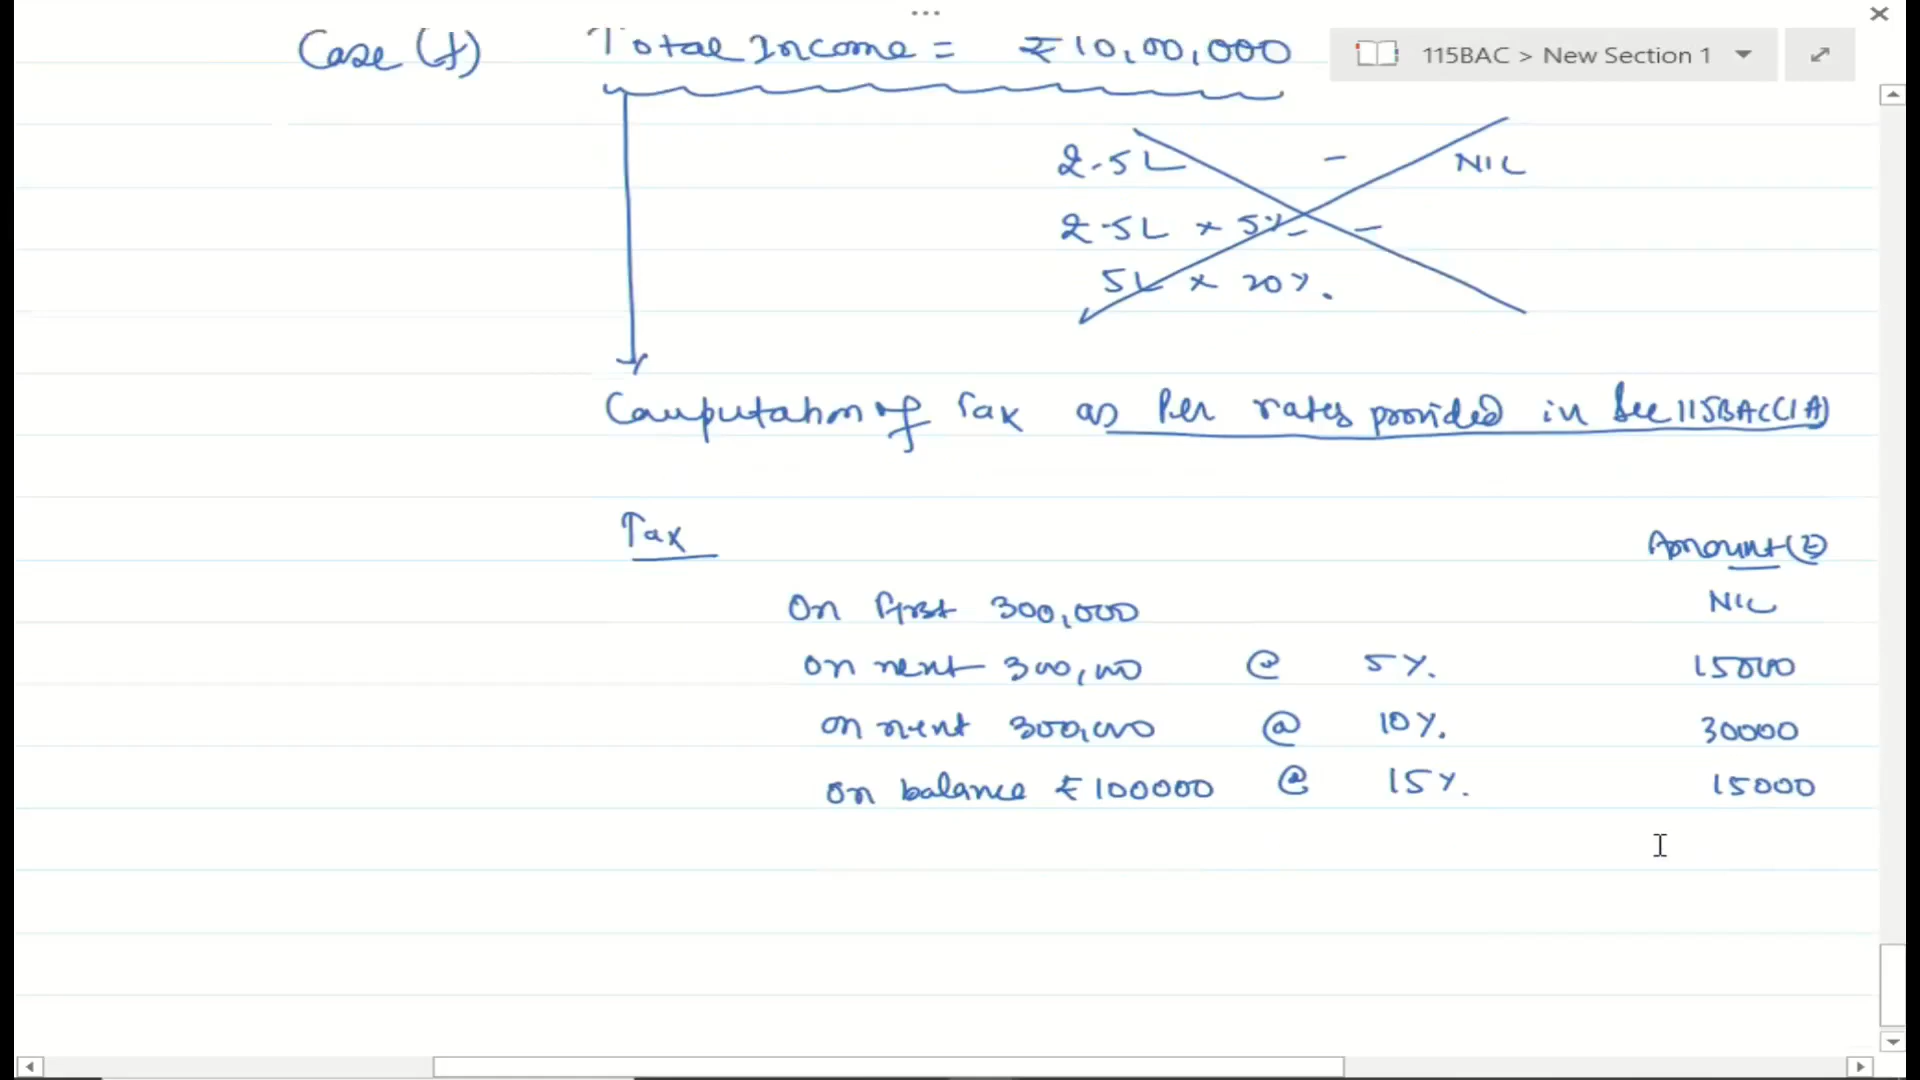 Case (f) Total Income = ₹10,00,000
115BAC > New Section 1
2.5L - NIL
2.5L × 5% -
5L × 20%.
Computation of Tax as Per rates provided in Sec 115BAC(1A)
Tax
Amount(₹)
On first 300,000 NIL
on next 300,000 @ 5%. 15000
on next 300,000 @ 10%. 30000
on balance ₹100000 @ 15%. 15000